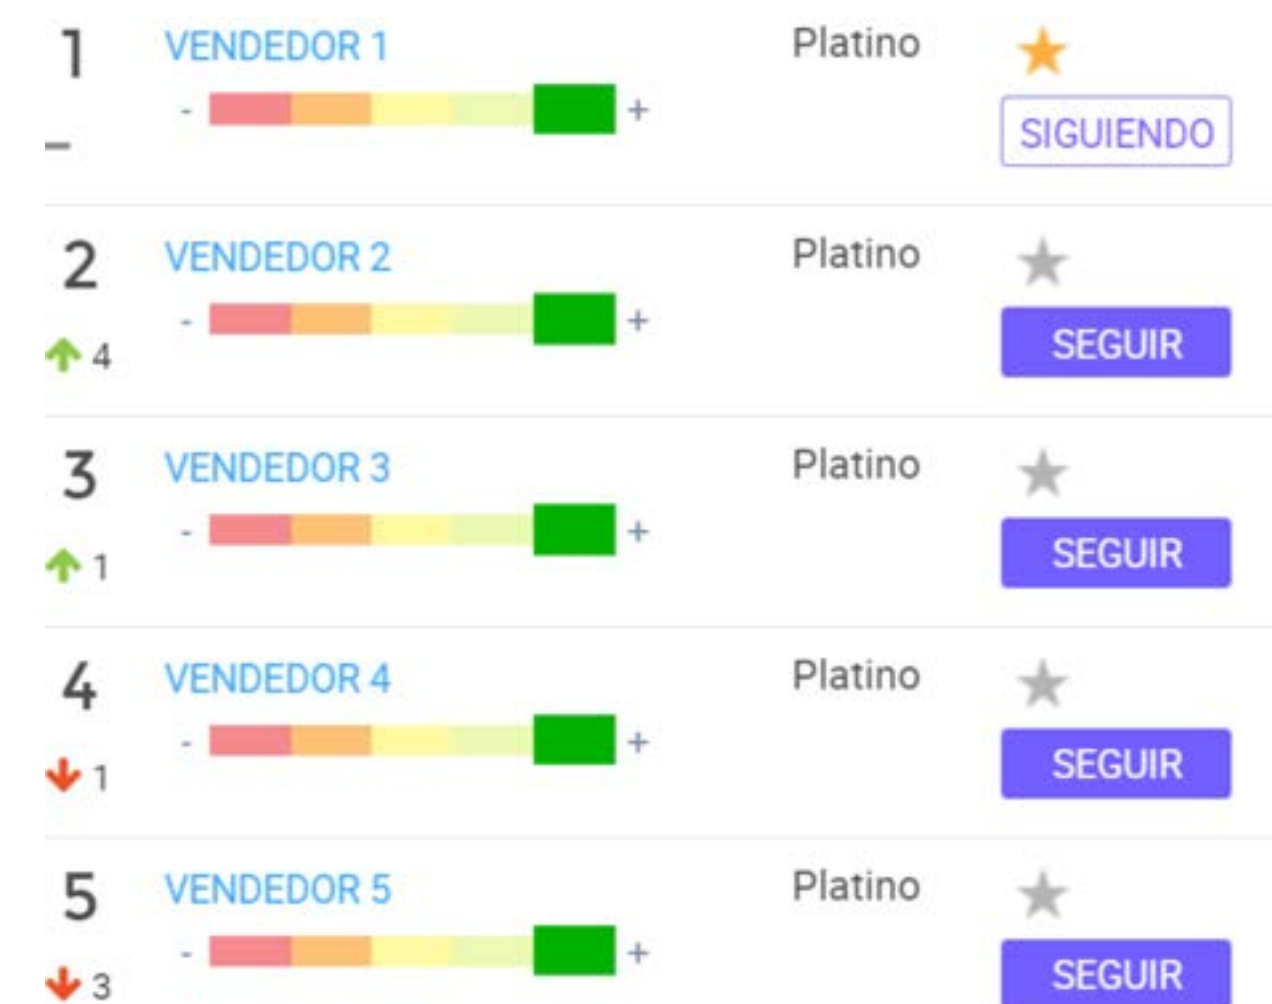 1 VENDEDOR 1 Platino
- +
SIGUIENDO
2 VENDEDOR 2 Platino
- +
4 SEGUIR
3 VENDEDOR 3 Platino
- +
1 SEGUIR
4 VENDEDOR 4 Platino
- +
1 SEGUIR
5 VENDEDOR 5 Platino
- +
3 SEGUIR